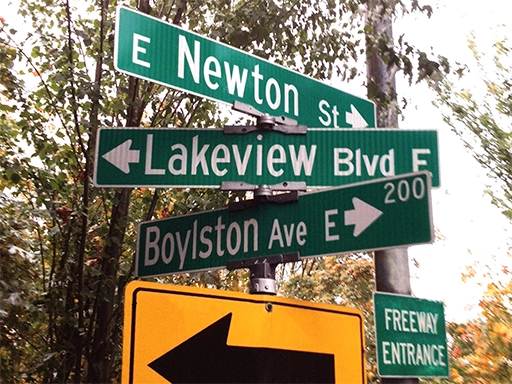 E Newton St
Lakeview Blvd E
200
Boylston Ave E
FREEWAY
ENTRANCE